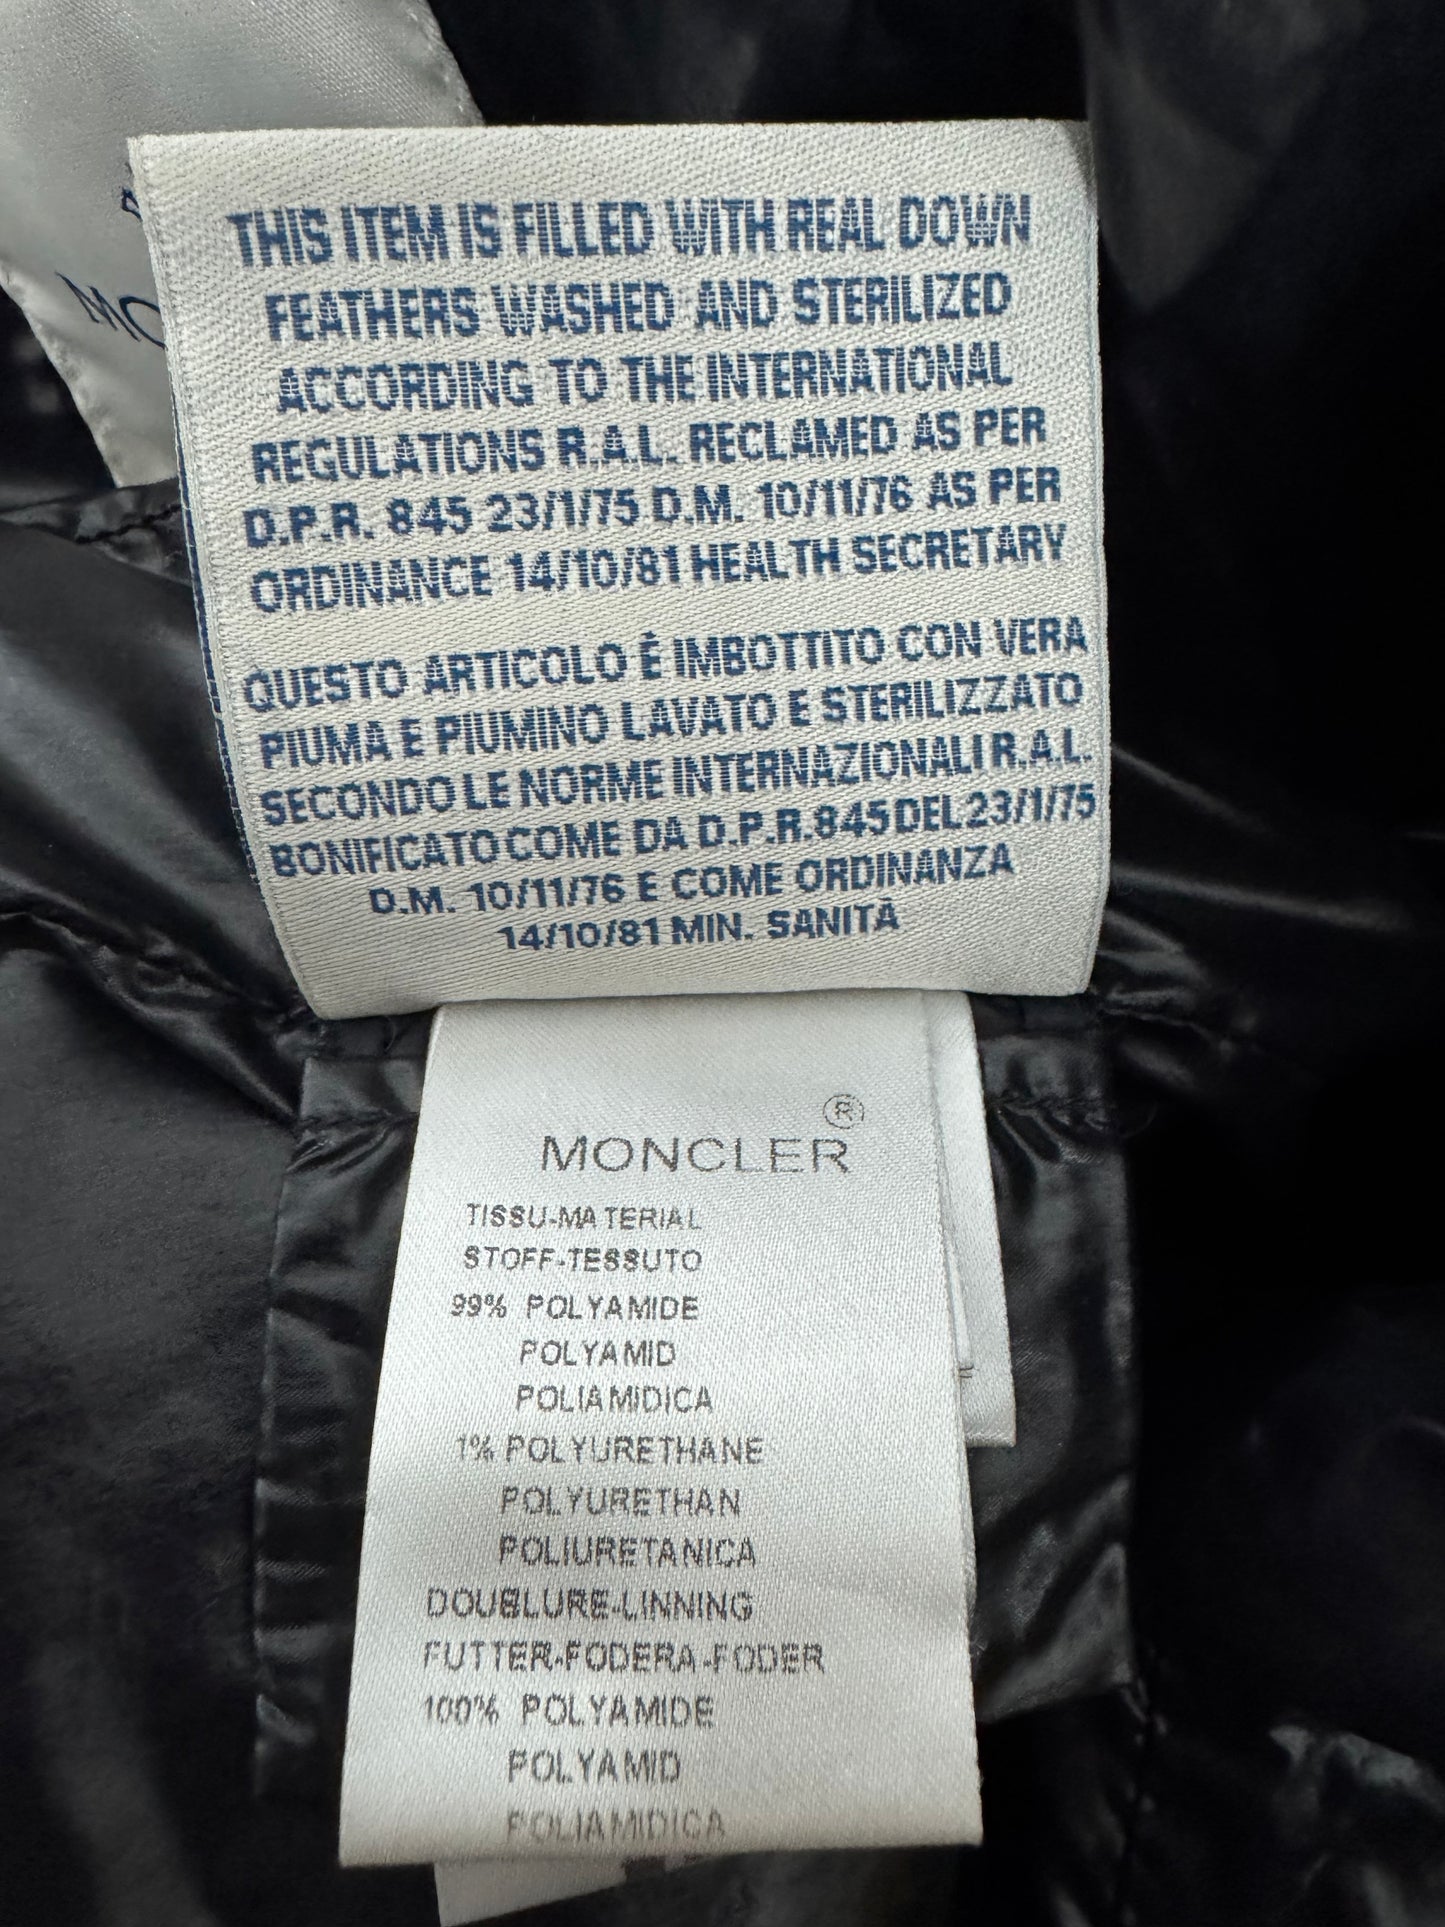 THIS ITEM IS FILLED WITH REAL DOWN
FEATHERS WASHED AND STERILIZED
ACCORDING TO THE INTERNATIONAL
REGULATIONS R.A.L. RECLAMED AS PER
D.P.R. 845 23/1/75 D.M. 10/11/76 AS PER
ORDINANCE 14/10/81 HEALTH SECRETARY
QUESTO ARTICOLO È IMBOTTITO CON VERA
PIUMA E PIUMINO LAVATO E STERILIZZATO
SECONDO LE NORME INTERNAZIONALI R.A.L.
BONIFICATO COME DA D.P.R. 845 DEL 23/1/75
D.M. 10/11/76 E COME ORDINANZA
14/10/81 MIN. SANITÀ
MONCLER®
TISSU-MATERIAL
STOFF-TESSUTO
99% POLYAMIDE
POLYAMID
POLIAMIDICA
1% POLYURETHANE
POLYURETHAN
POLIURETANICA
DOUBLURE-LINNING
FUTTER-FODERA-FODER
100% POLYAMIDE
POLYAMID
POLIAMIDICA